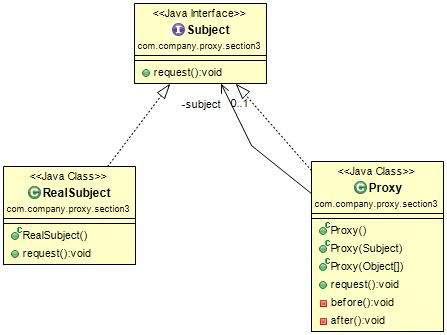 <<Java Interface>>
I Subject
com.company.proxy.section3
request():void
-subject 0..1
<<Java Class>>
C RealSubject
com.company.proxy.section3
C RealSubject()
request():void
<<Java Class>>
C Proxy
com.company.proxy.section3
C Proxy()
C Proxy(Subject)
C Proxy(Object[])
request():void
before():void
after():void